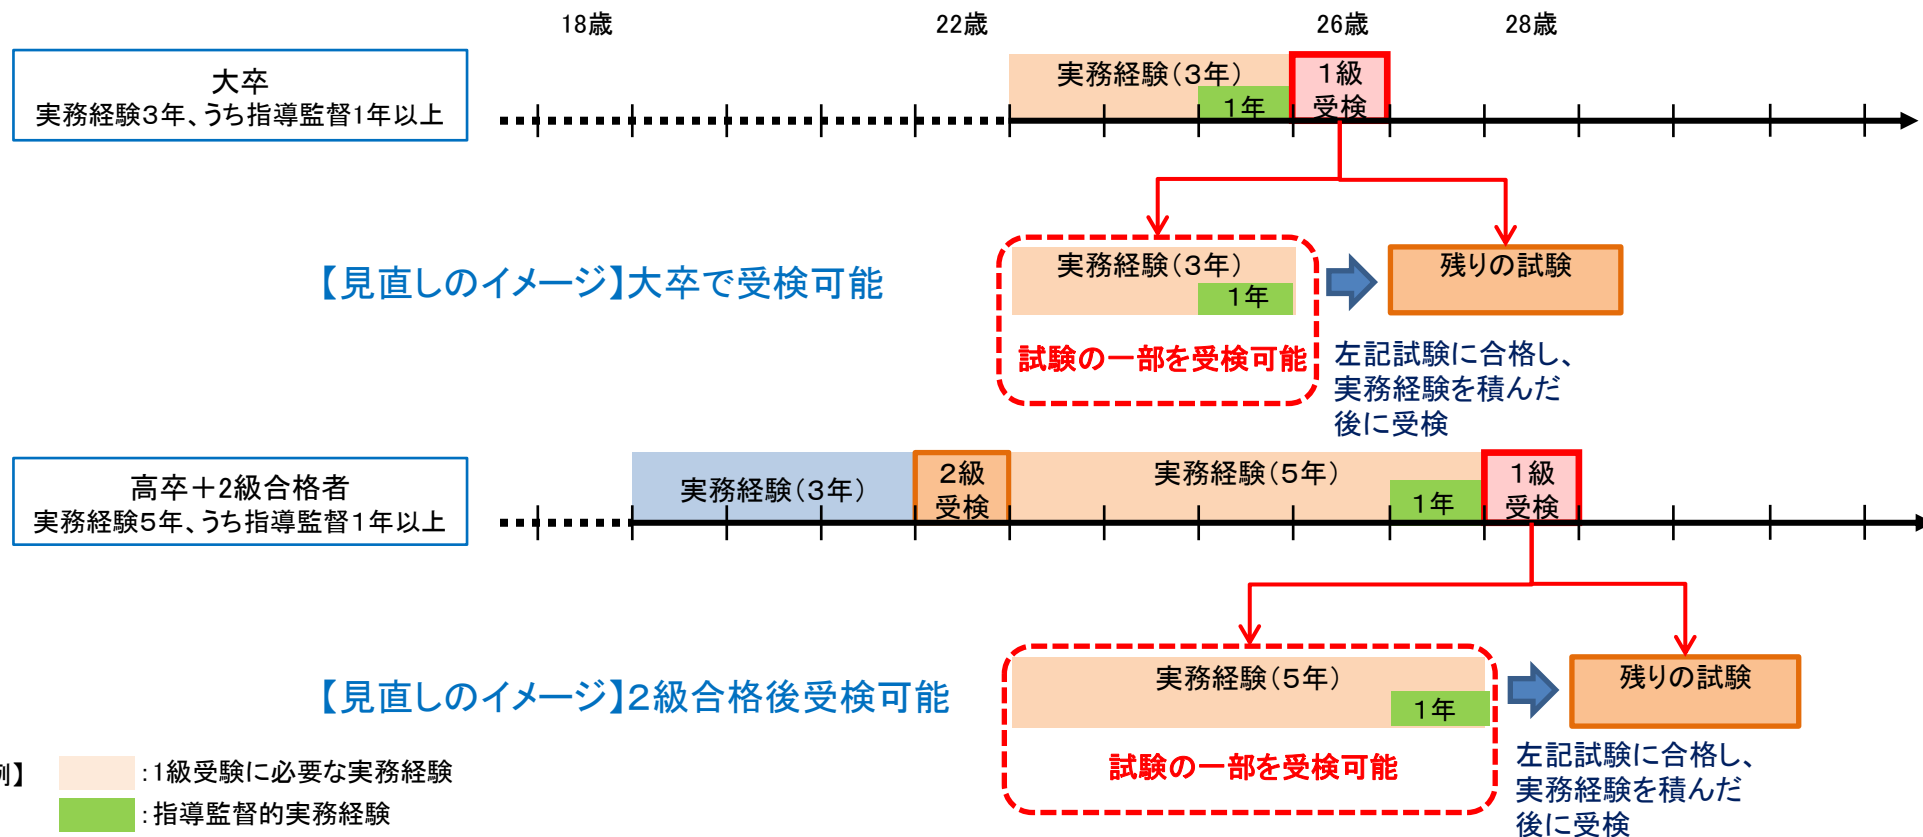 18歳
22歳
26歳
28歳
大卒
実務経験3年、うち指導監督1年以上
実務経験(3年)
1年
1級
受検
【見直しのイメージ】大卒で受検可能
実務経験(3年)
1年
試験の一部を受検可能
残りの試験
左記試験に合格し、
実務経験を積んだ
後に受検
高卒+2級合格者
実務経験5年、うち指導監督1年以上
実務経験(3年)
2級
受検
実務経験(5年)
1年
1級
受検
【見直しのイメージ】2級合格後受検可能
実務経験(5年)
1年
試験の一部を受検可能
残りの試験
左記試験に合格し、
実務経験を積んだ
後に受検
例】
:1級受験に必要な実務経験
:指導監督的実務経験